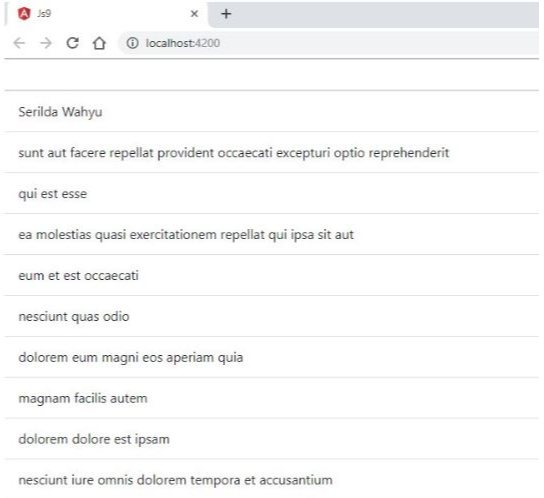 Js9
localhost:4200
Serilda Wahyu
sunt aut facere repellat provident occaecati excepturi optio reprehenderit
qui est esse
ea molestias quasi exercitationem repellat qui ipsa sit aut
eum et est occaecati
nesciunt quas odio
dolorem eum magni eos aperiam quia
magnam facilis autem
dolorem dolore est ipsam
nesciunt iure omnis dolorem tempora et accusantium